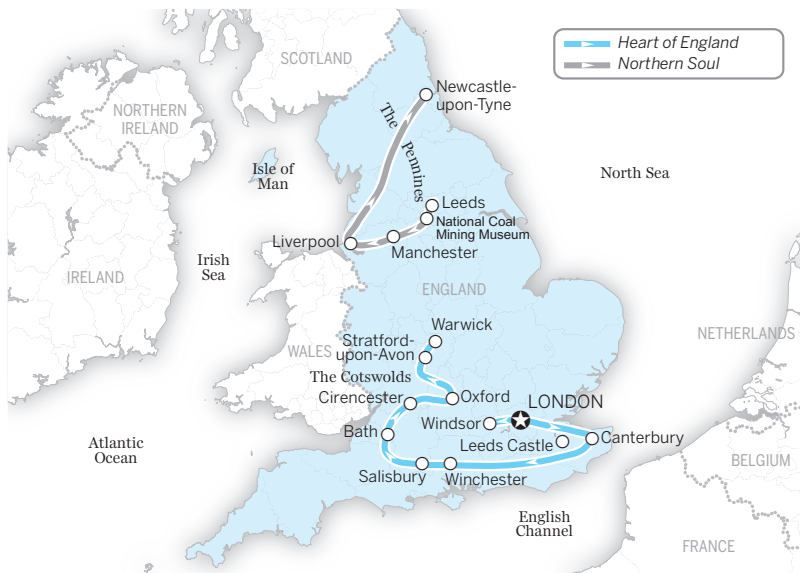 Heart of England
Northern Soul
SCOTLAND
Newcastle-
upon-Tyne
NORTHERN
IRELAND
The Pennines
Isle of
Man
North Sea
Leeds
National Coal
Mining Museum
Liverpool
Manchester
Irish
Sea
IRELAND
ENGLAND
Warwick
Stratford-
upon-Avon
WALES
NETHERLANDS
The Cotswolds
Cirencester
Oxford
LONDON
Windsor
Bath
Leeds Castle
Canterbury
Atlantic
Ocean
BELGIUM
Salisbury
Winchester
English
Channel
FRANCE